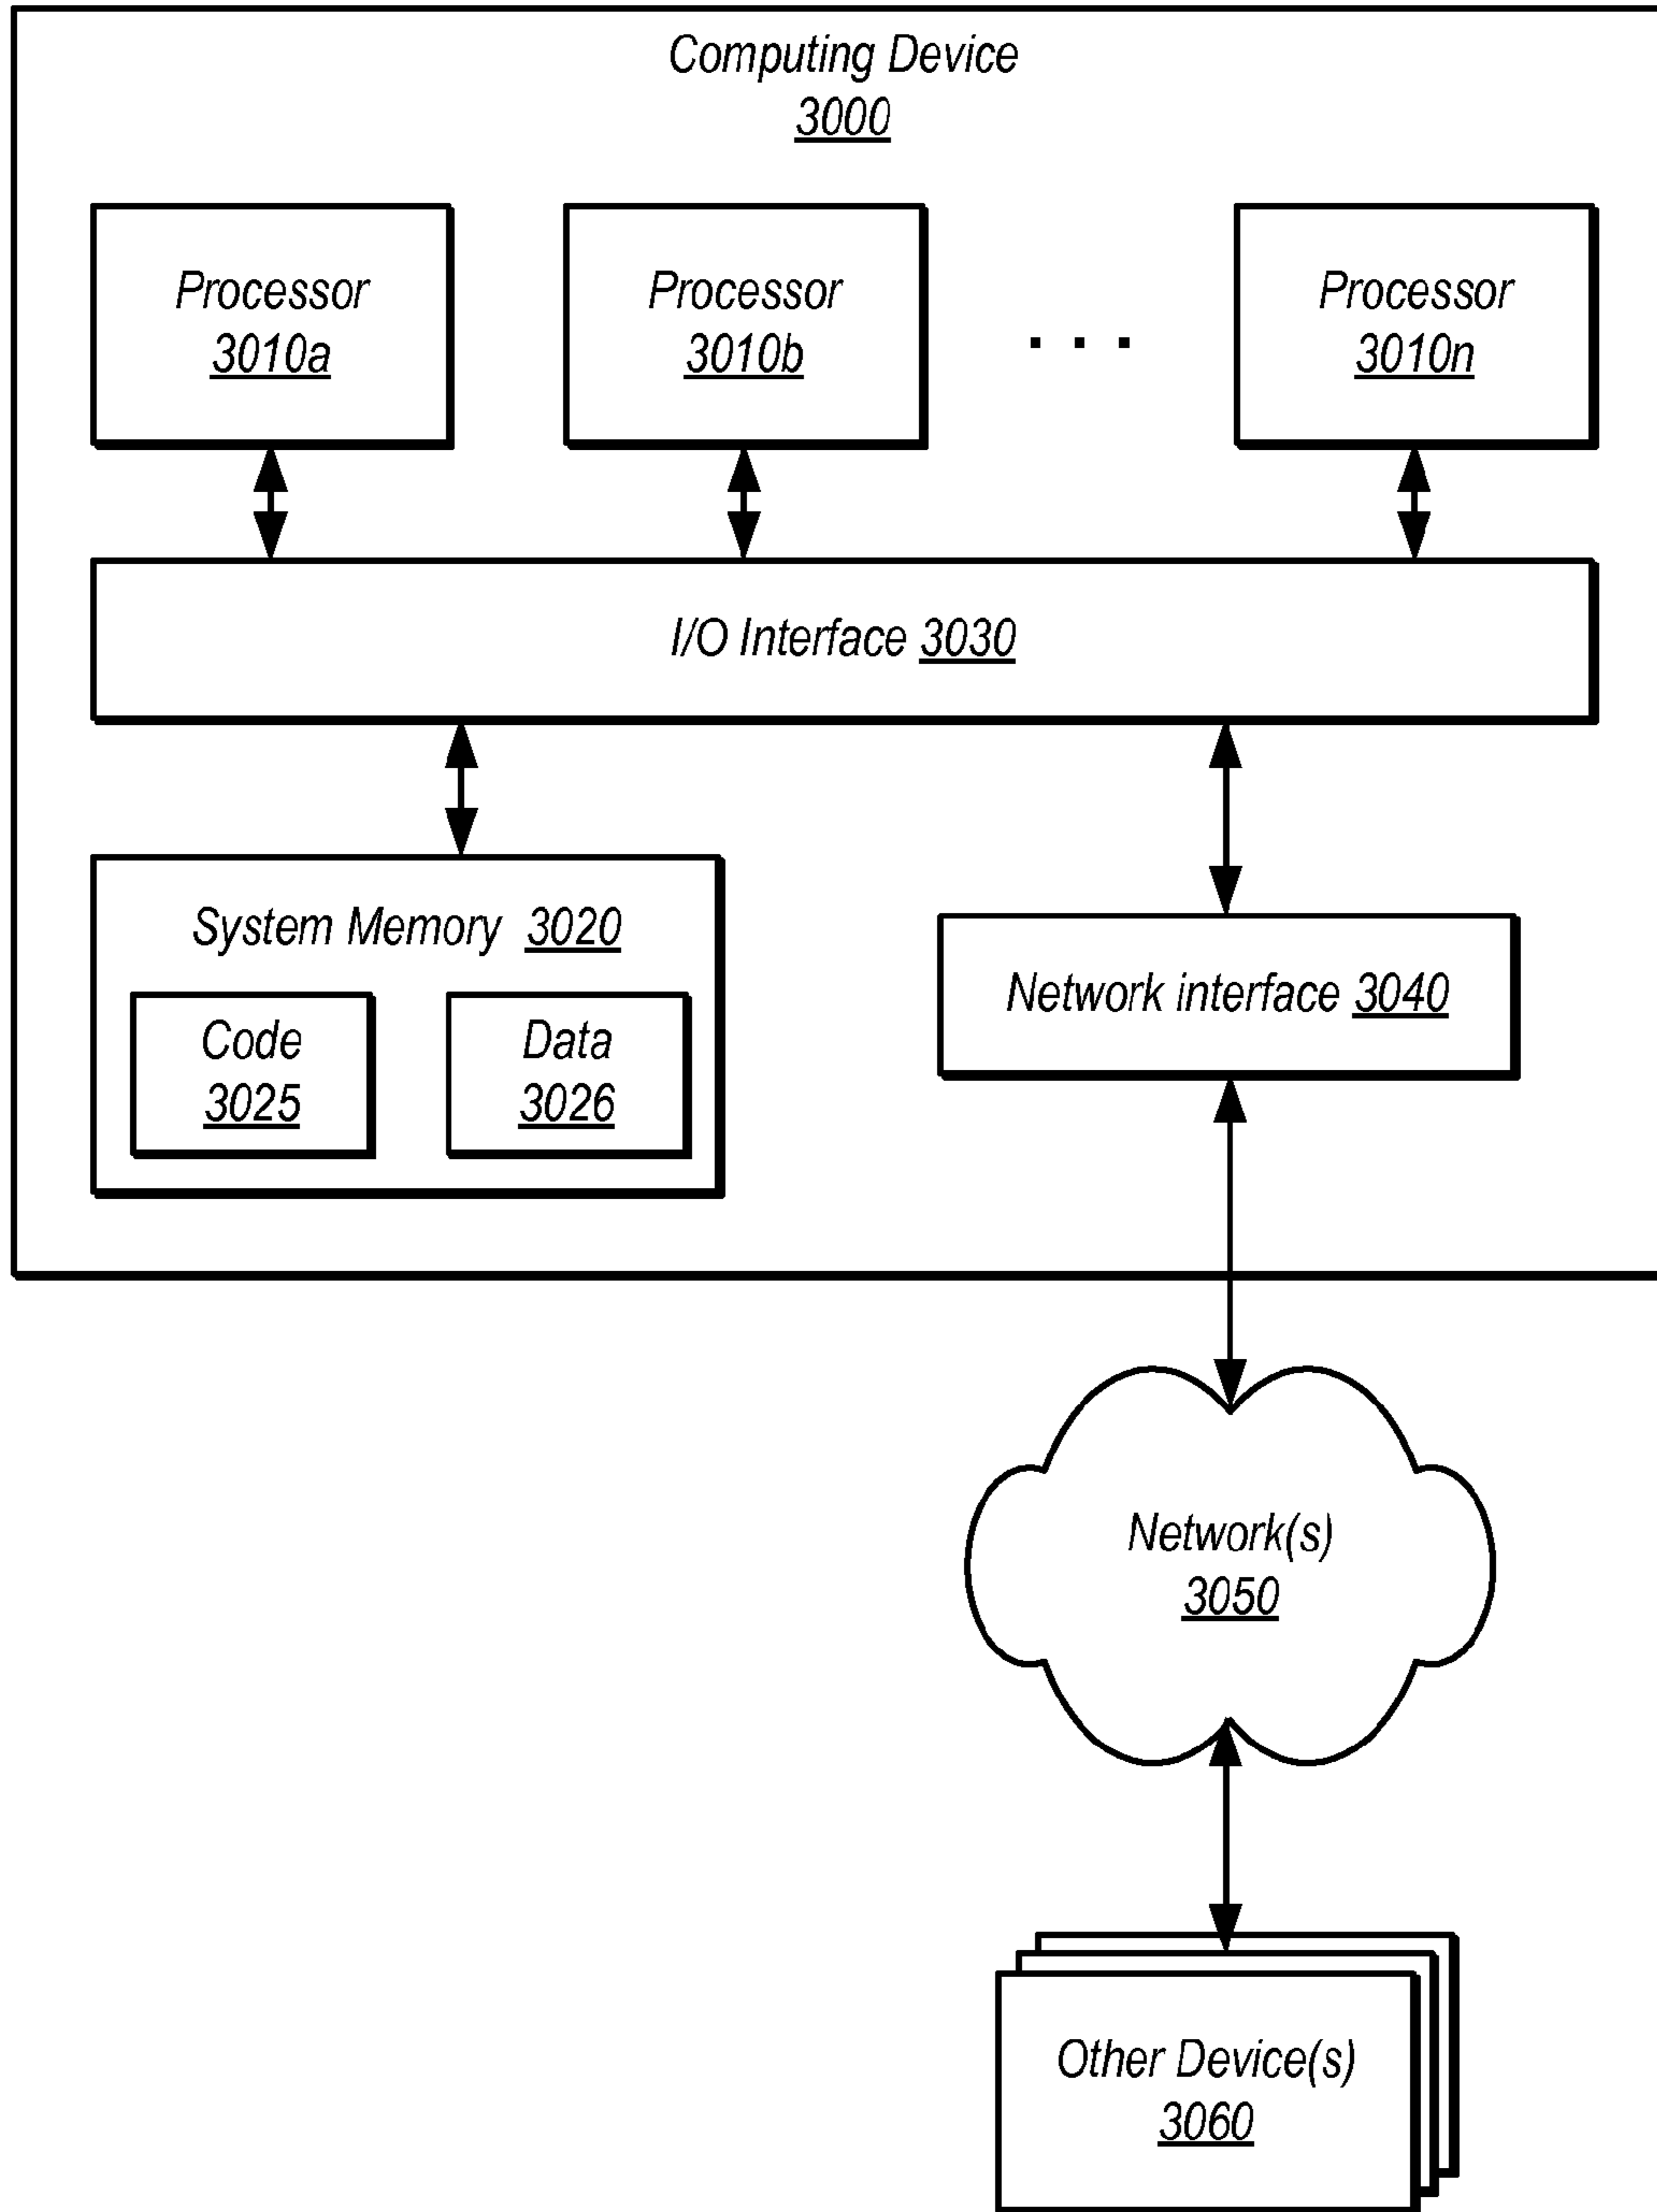 Computing Device
3000
Processor
3010a
Processor
3010b
. . .
Processor
3010n
I/O Interface 3030
System Memory 3020
Code
3025
Data
3026
Network interface 3040
Network(s)
3050
Other Device(s)
3060